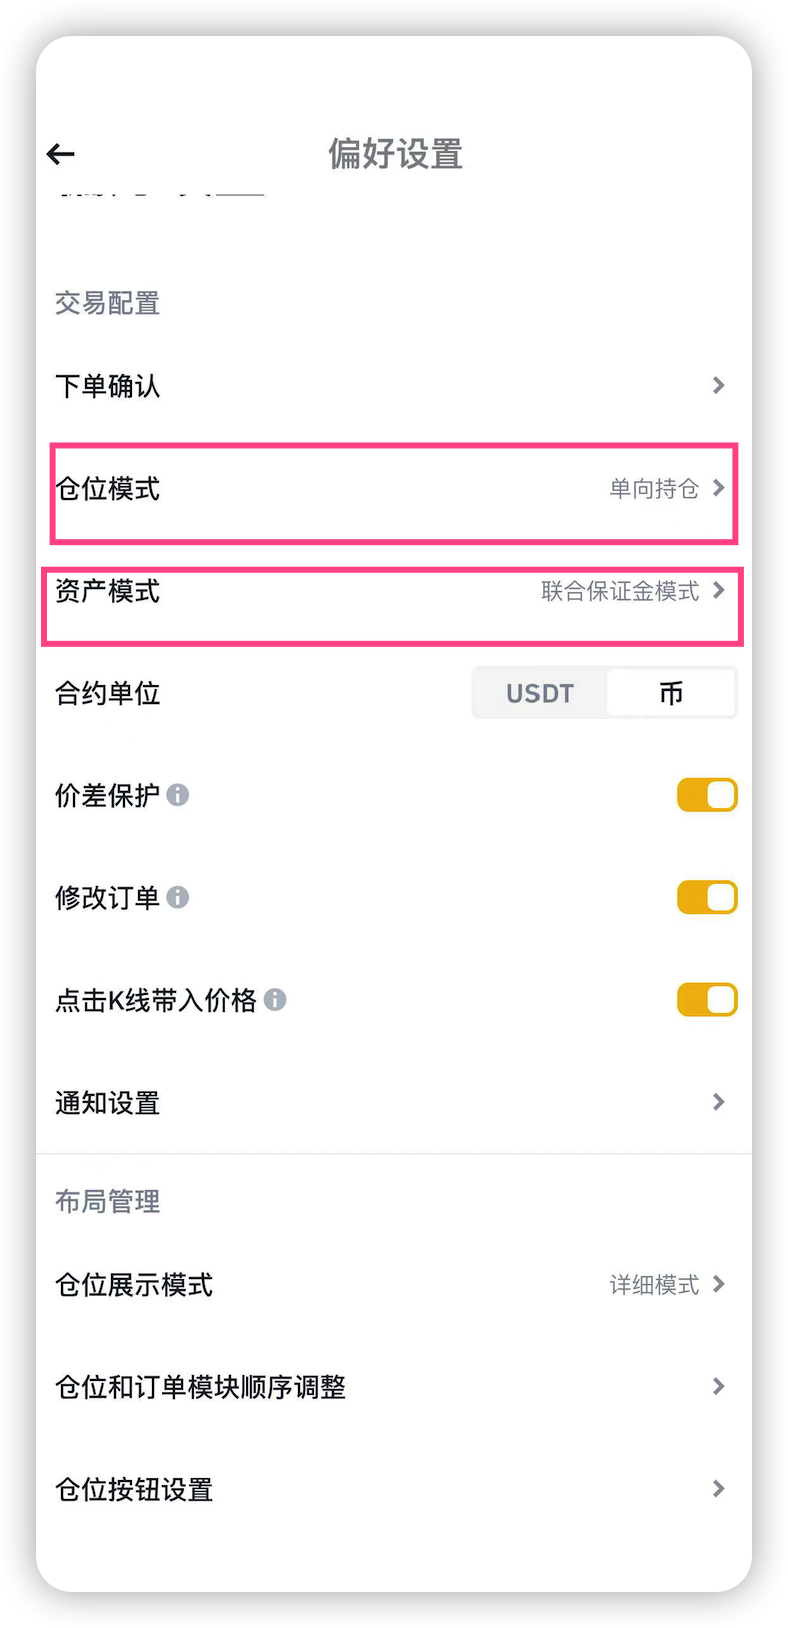 偏好设置
交易配置
下单确认
仓位模式 单向持仓
资产模式 联合保证金模式
合约单位 USDT 币
价差保护
修改订单
点击K线带入价格
通知设置
布局管理
仓位展示模式 详细模式
仓位和订单模块顺序调整
仓位按钮设置